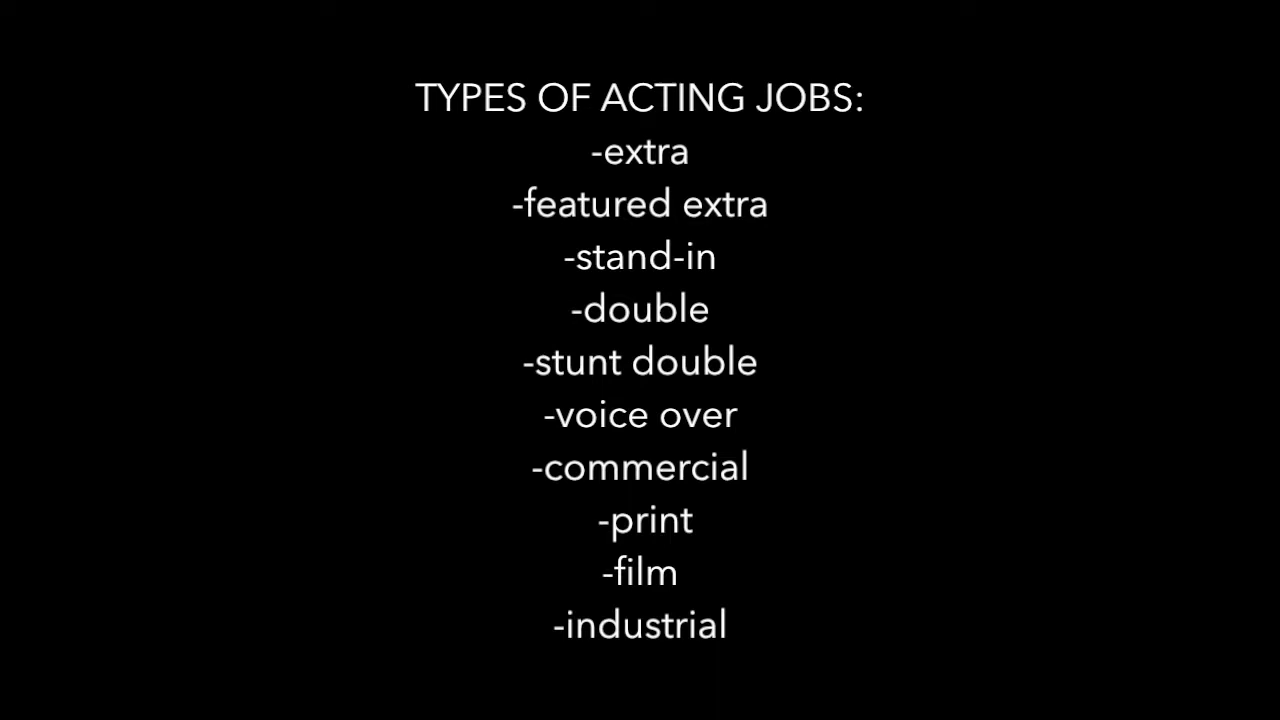 TYPES OF ACTING JOBS:
-extra
-featured extra
-stand-in
-double
-stunt double
-voice over
-commercial
-print
-film
-industrial